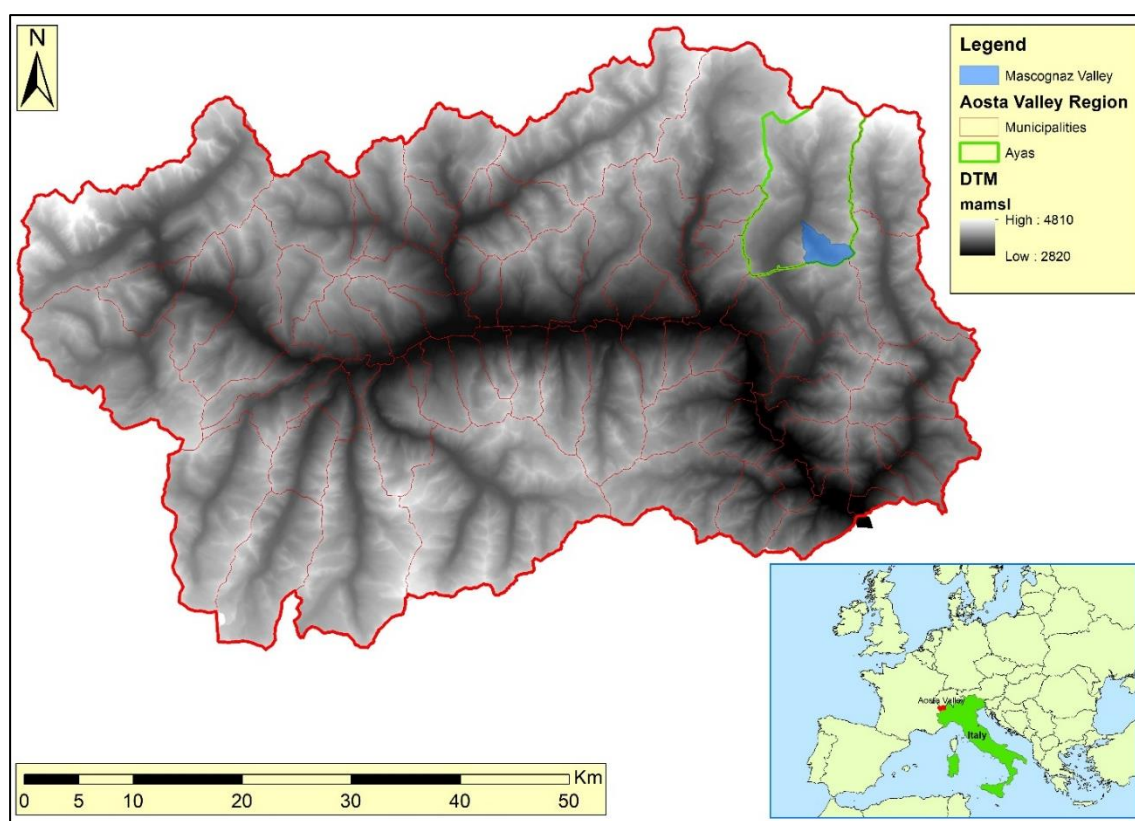 N
Legend
Mascognaz Valley
Aosta Valley Region
Municipalities
Ayas
DTM
mamsl
High : 4810
Low : 2820
Aosta Valley
Italy
Km
0 5 10 20 30 40 50